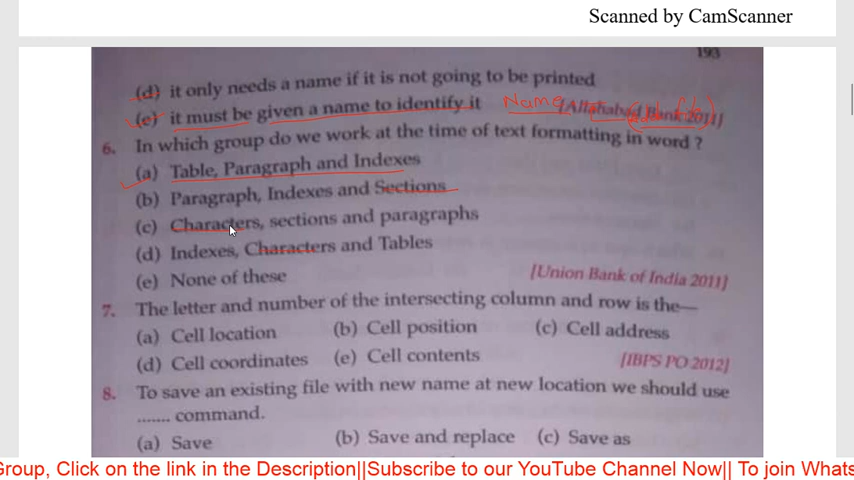 Scanned by CamScanner
193
(d) it only needs a name if it is not going to be printed
(e) it must be given a name to identify it Name [Allahabad Bank 2011]
6. In which group do we work at the time of text formatting in word ?
(a) Table, Paragraph and Indexes
(b) Paragraph, Indexes and Sections
(c) Characters, sections and paragraphs
(d) Indexes, Characters and Tables
(e) None of these [Union Bank of India 2011]
7. The letter and number of the intersecting column and row is the—
(a) Cell location (b) Cell position (c) Cell address
(d) Cell coordinates (e) Cell contents [IBPS PO 2012]
8. To save an existing file with new name at new location we should use
....... command.
(a) Save (b) Save and replace (c) Save as
Group, Click on the link in the Description||Subscribe to our YouTube Channel Now|| To join Whats